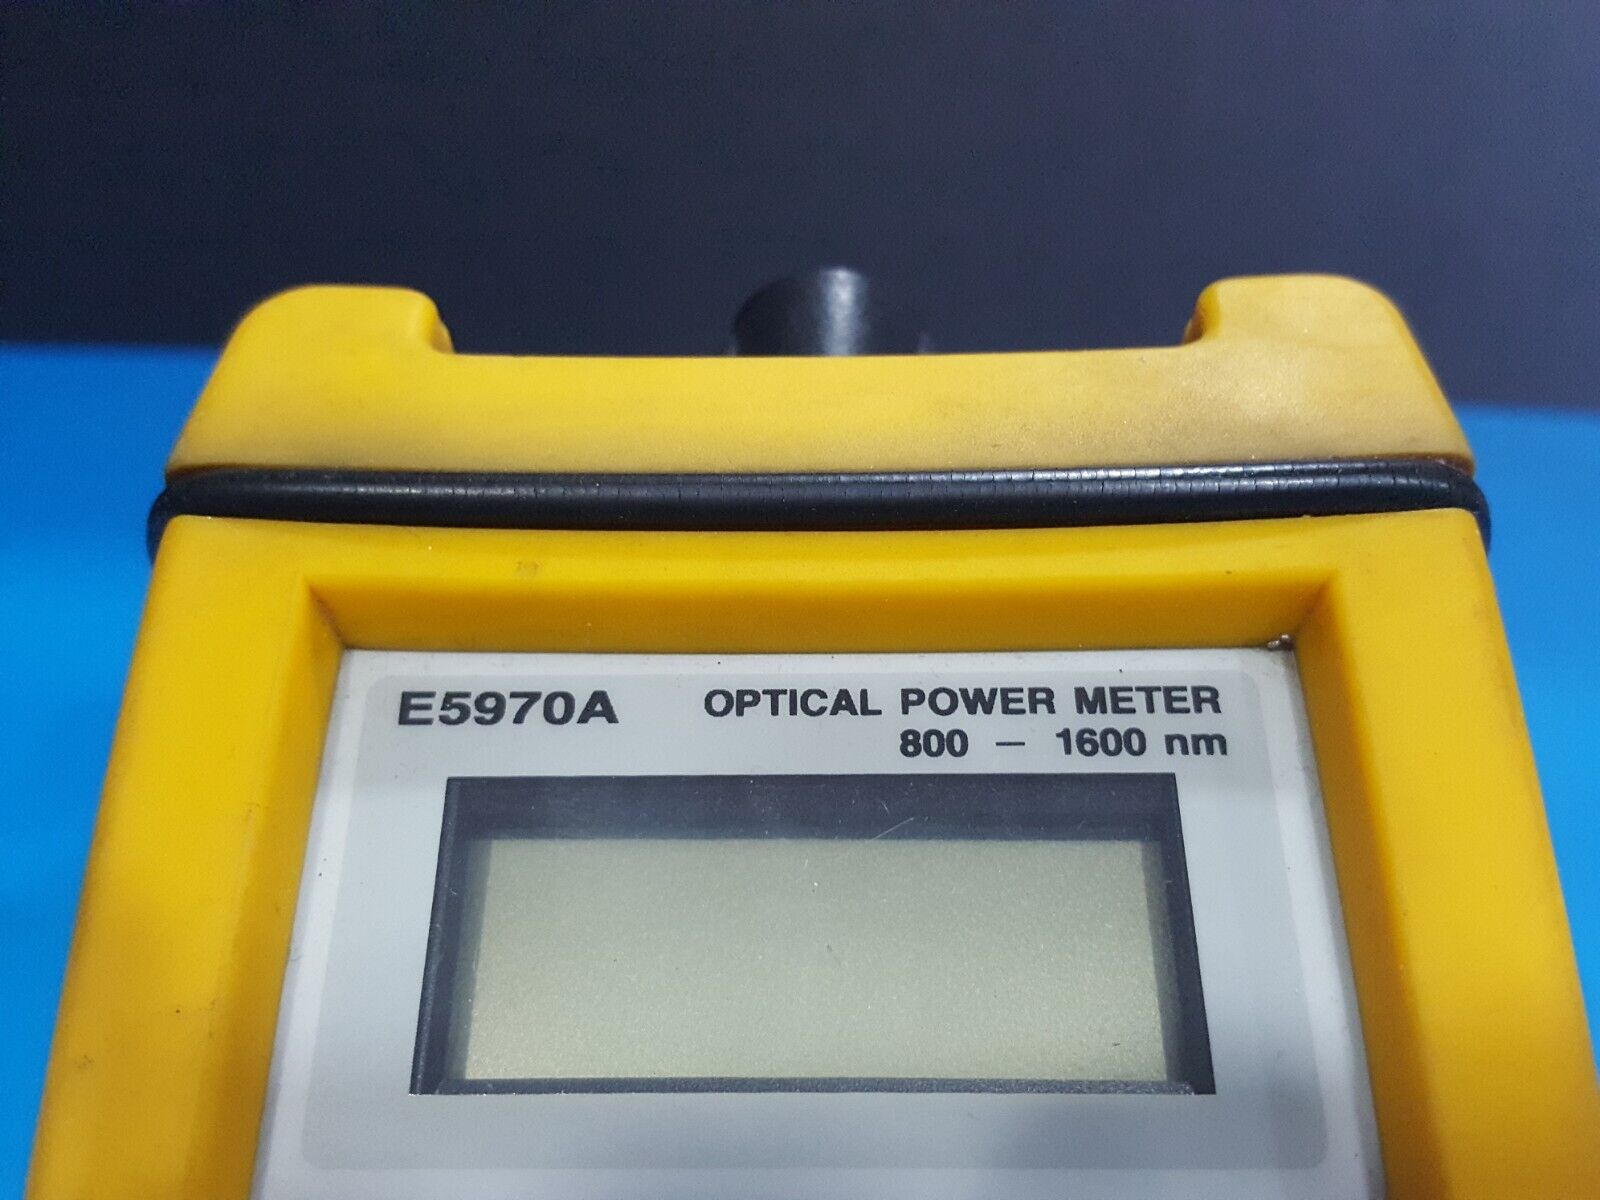 E5970A OPTICAL POWER METER
800 — 1600 nm